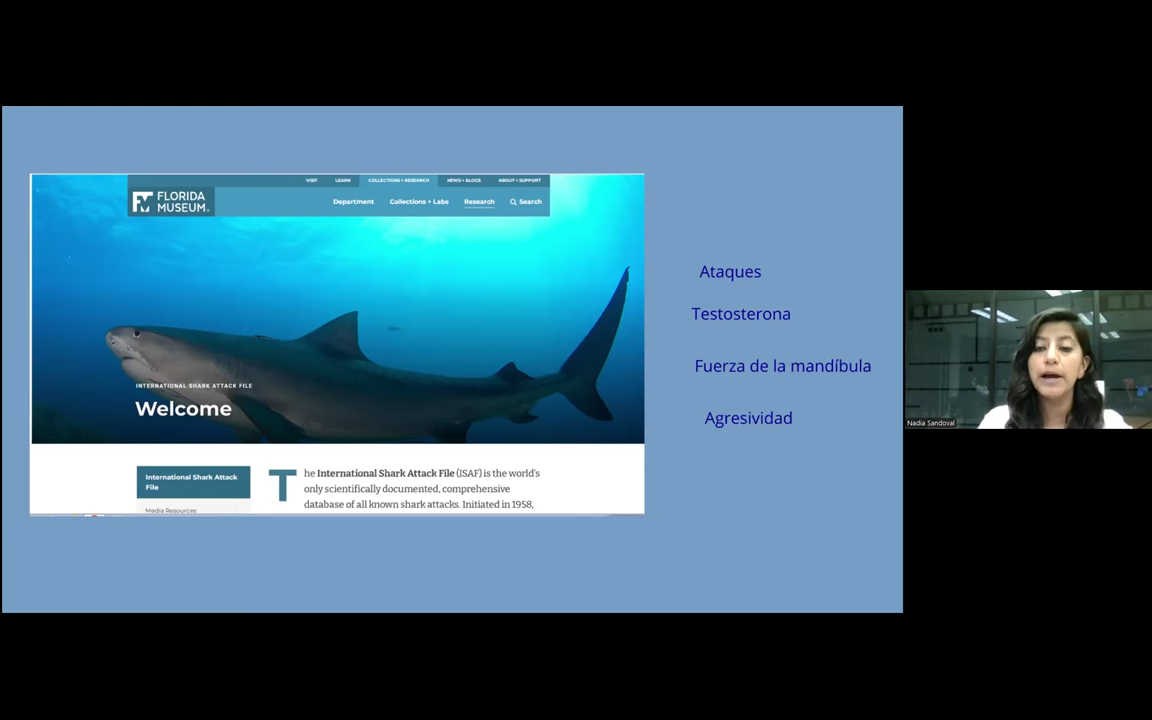 VISIT LEARN COLLECTIONS + RESEARCH NEWS + BLOGS ABOUT + SUPPORT
FLORIDA
MUSEUM
Department Collections + Labs Research Search
INTERNATIONAL SHARK ATTACK FILE
Welcome
International Shark Attack
File
Media Resources
The International Shark Attack File (ISAF) is the world's
only scientifically documented, comprehensive
database of all known shark attacks. Initiated in 1958,
Ataques
Testosterona
Fuerza de la mandíbula
Agresividad
Nadia Sandoval